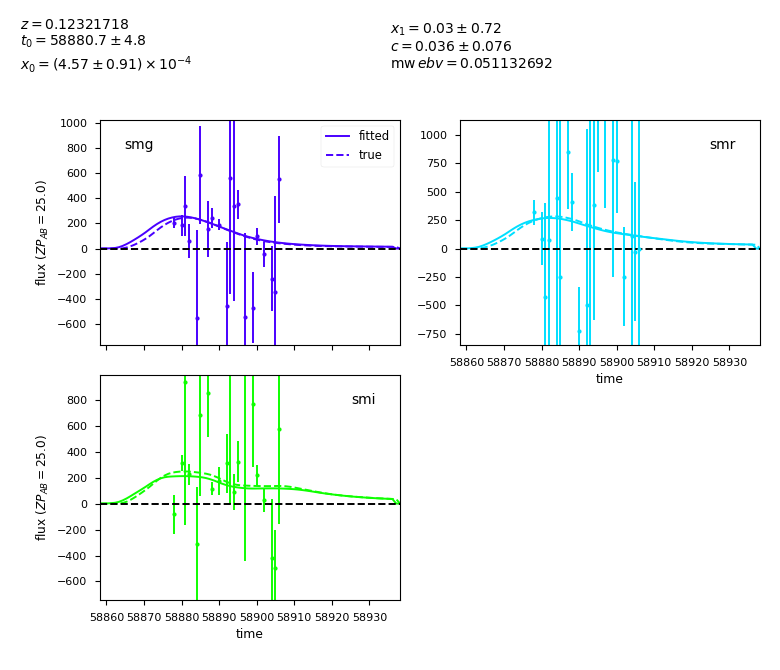 z = 0.12321718
t₀ = 58880.7 ± 4.8
x₀ = (4.57 ± 0.91) × 10⁻⁴
x₁ = 0.03 ± 0.72
c = 0.036 ± 0.076
mw ebv = 0.051132692
smg
fitted
true
flux (ZP_AB = 25.0)
1000
800
600
400
200
0
−200
−400
−600
smr
1000
750
500
250
0
−250
−500
−750
58860 58870 58880 58890 58900 58910 58920 58930
time
smi
flux (ZP_AB = 25.0)
800
600
400
200
0
−200
−400
−600
58860 58870 58880 58890 58900 58910 58920 58930
time